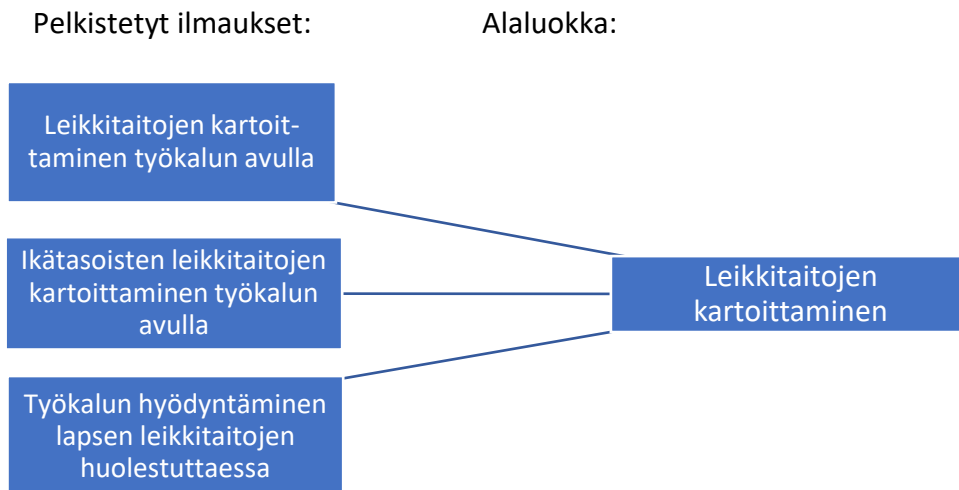 Pelkistetyt ilmaukset:
Alaluokka:
Leikkitaitojen kartoit-
taminen työkalun avulla
Ikätasoisten leikkitaitojen
kartoittaminen työkalun
avulla
Työkalun hyödyntäminen
lapsen leikkitaitojen
huolestuttaessa
Leikkitaitojen
kartoittaminen